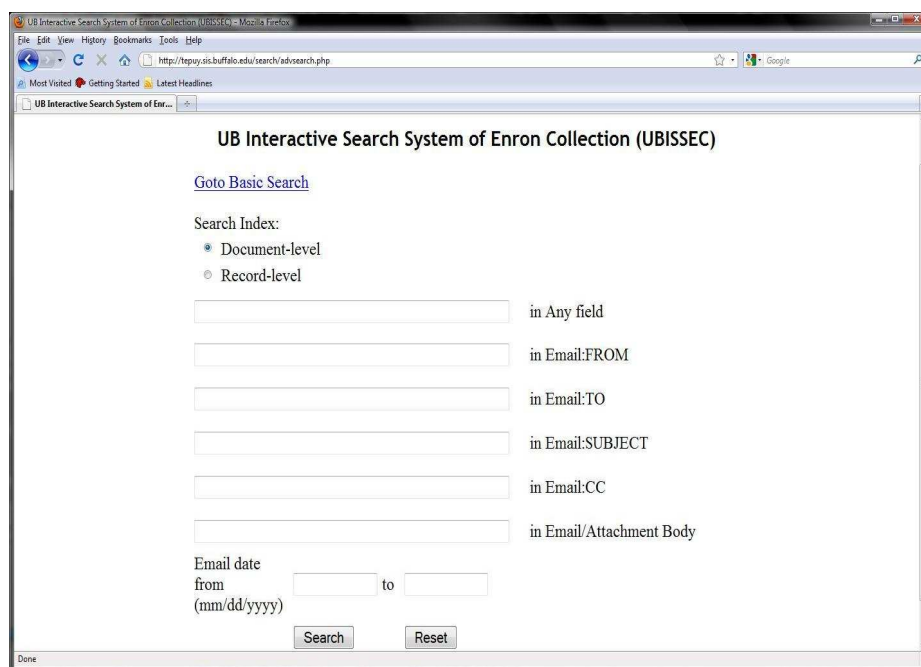 UB Interactive Search System of Enron Collection (UBISSEC) - Mozilla Firefox
File Edit View History Bookmarks Tools Help
http://tepuy.sis.buffalo.edu/search/advsearch.php
Google
Most Visited Getting Started Latest Headlines
UB Interactive Search System of Enr...
UB Interactive Search System of Enron Collection (UBISSEC)
Goto Basic Search
Search Index:
Document-level
Record-level
in Any field
in Email:FROM
in Email:TO
in Email:SUBJECT
in Email:CC
in Email/Attachment Body
Email date
from to
(mm/dd/yyyy)
Search Reset
Done